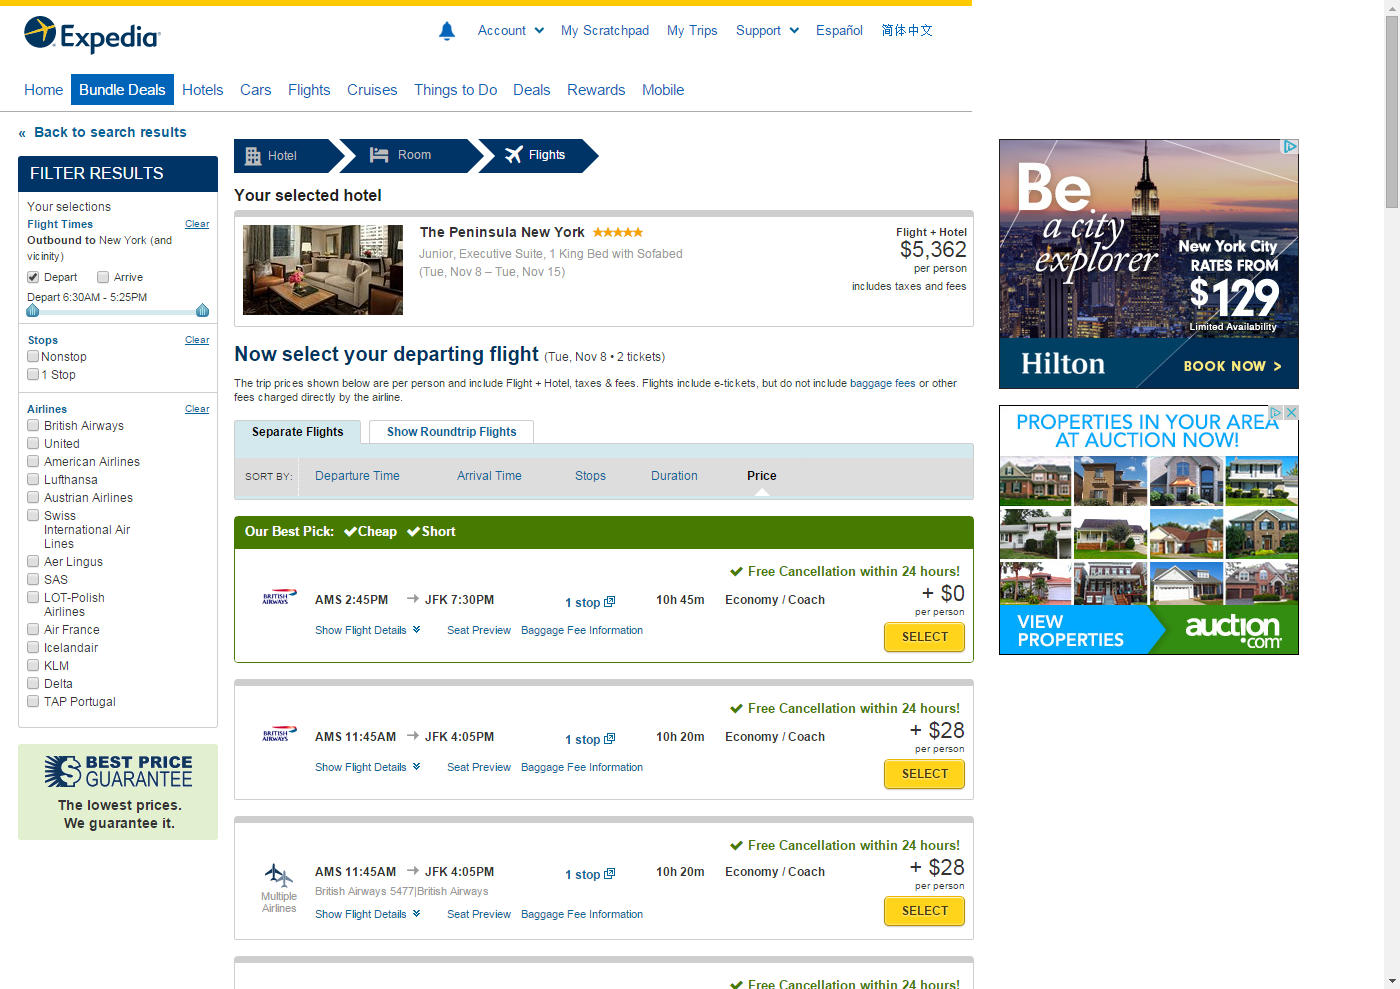 Expedia
Account
My Scratchpad
My Trips
Support
Español
简体中文
Home
Bundle Deals
Hotels
Cars
Flights
Cruises
Things to Do
Deals
Rewards
Mobile
« Back to search results
FILTER RESULTS
Your selections
Flight Times Clear
Outbound to New York (and
vicinity)
Depart Arrive
Depart 6:30AM - 5:25PM
Stops Clear
Nonstop
1 Stop
Airlines Clear
British Airways
United
American Airlines
Lufthansa
Austrian Airlines
Swiss
International Air
Lines
Aer Lingus
SAS
LOT-Polish
Airlines
Air France
Icelandair
KLM
Delta
TAP Portugal
BEST PRICE
GUARANTEE
The lowest prices.
We guarantee it.
Hotel
Room
Flights
Your selected hotel
The Peninsula New York
Junior, Executive Suite, 1 King Bed with Sofabed
(Tue, Nov 8 – Tue, Nov 15)
Flight + Hotel
$5,362
per person
includes taxes and fees
Now select your departing flight (Tue, Nov 8 • 2 tickets)
The trip prices shown below are per person and include Flight + Hotel, taxes & fees. Flights include e-tickets, but do not include baggage fees or other
fees charged directly by the airline.
Separate Flights
Show Roundtrip Flights
SORT BY: Departure Time Arrival Time Stops Duration Price
Our Best Pick: Cheap Short
Free Cancellation within 24 hours!
BRITISH AIRWAYS
AMS 2:45PM JFK 7:30PM
1 stop
10h 45m
Economy / Coach
+ $0
per person
Show Flight Details
Seat Preview
Baggage Fee Information
SELECT
Free Cancellation within 24 hours!
BRITISH AIRWAYS
AMS 11:45AM JFK 4:05PM
1 stop
10h 20m
Economy / Coach
+ $28
per person
Show Flight Details
Seat Preview
Baggage Fee Information
SELECT
Free Cancellation within 24 hours!
Multiple
Airlines
AMS 11:45AM JFK 4:05PM
British Airways 5477|British Airways
1 stop
10h 20m
Economy / Coach
+ $28
per person
Show Flight Details
Seat Preview
Baggage Fee Information
SELECT
Free Cancellation within 24 hours!
Be
a city
explorer
New York City
RATES FROM
$129
Limited Availability
Hilton
BOOK NOW >
PROPERTIES IN YOUR AREA
AT AUCTION NOW!
VIEW
PROPERTIES
auction
.com